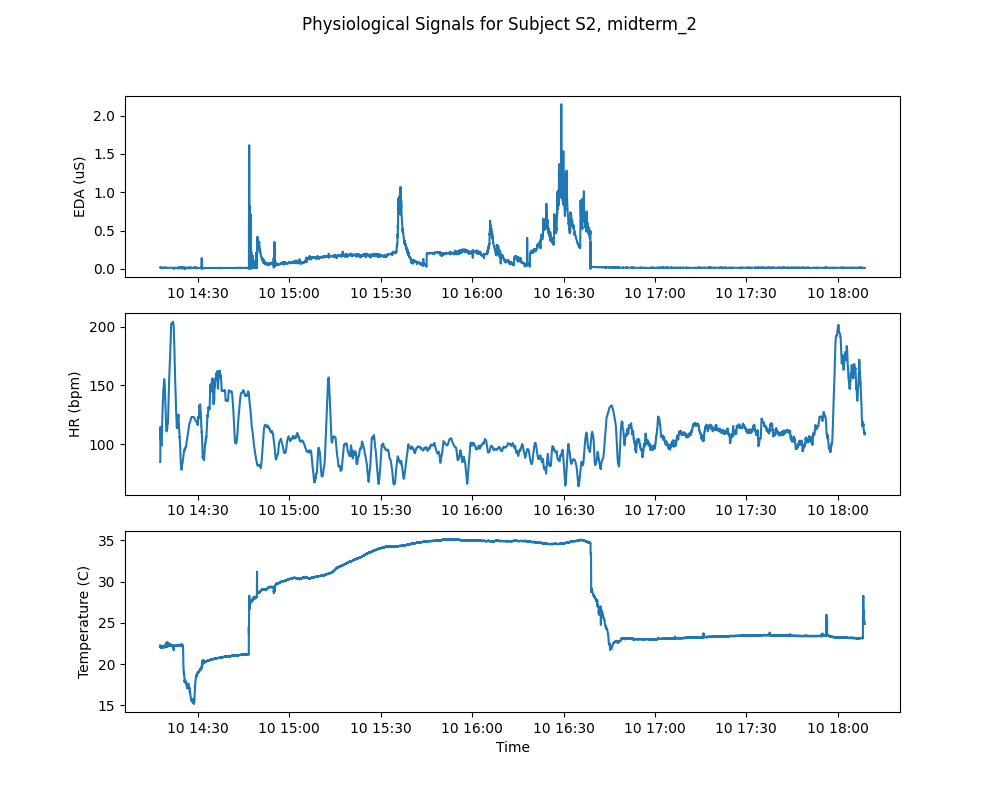 Physiological Signals for Subject S2, midterm_2
EDA (uS)
2.0
1.5
1.0
0.5
0.0
10 14:30 10 15:00 10 15:30 10 16:00 10 16:30 10 17:00 10 17:30 10 18:00
HR (bpm)
200
150
100
10 14:30 10 15:00 10 15:30 10 16:00 10 16:30 10 17:00 10 17:30 10 18:00
Temperature (C)
35
30
25
20
15
10 14:30 10 15:00 10 15:30 10 16:00 10 16:30 10 17:00 10 17:30 10 18:00
Time